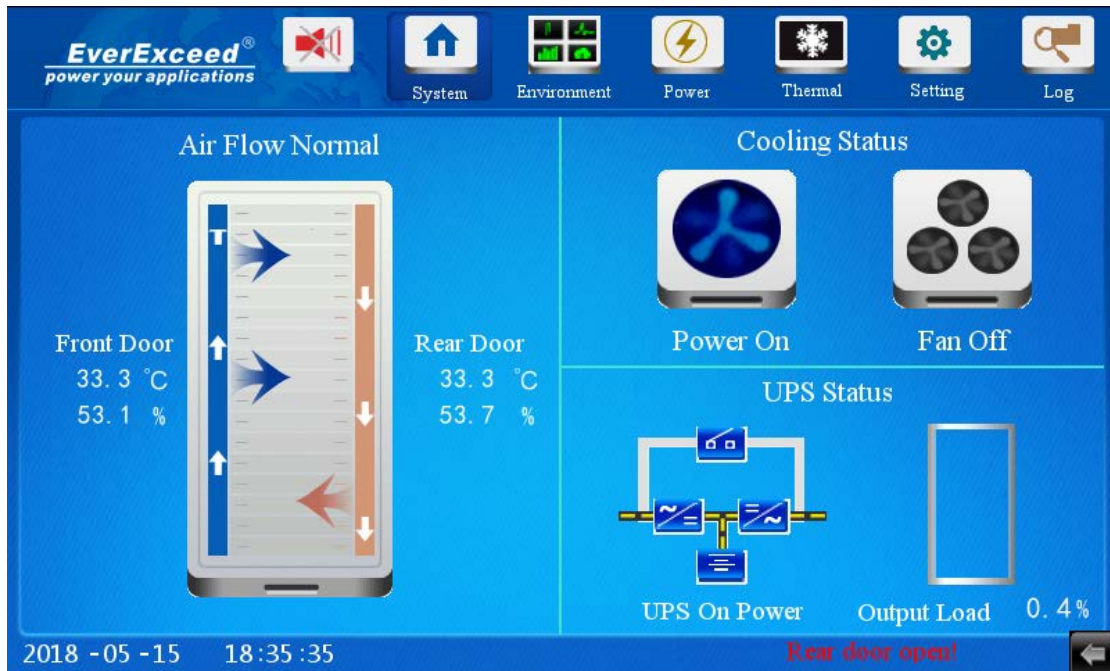 EverExceed®
power your applications
System
Environment
Power
Thermal
Setting
Log
Air Flow Normal
Front Door
33.3 °C
53.1 %
Rear Door
33.3 °C
53.7 %
Cooling Status
Power On
Fan Off
UPS Status
UPS On Power
Output Load 0.4%
2018 -05 -15 18:35:35
Rear door open!